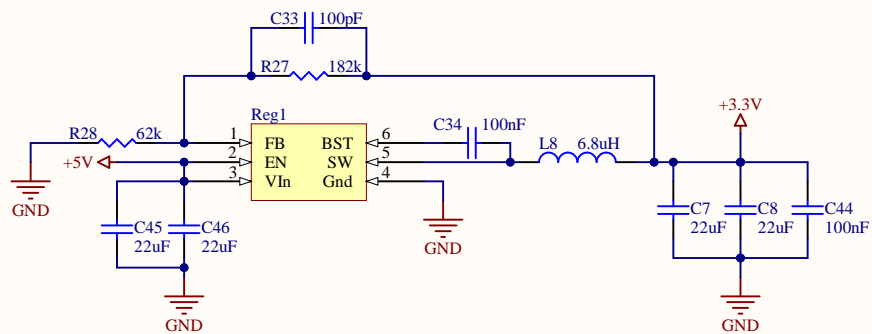 C33 100pF
R27 182k
Reg1
R28 62k
1 FB BST 6
2 EN SW 5
3 VIn Gnd 4
+5V
C34 100nF
L8 6.8uH
+3.3V
GND
GND
C45 22uF
C46 22uF
C7 22uF
C8 22uF
C44 100nF
GND
GND